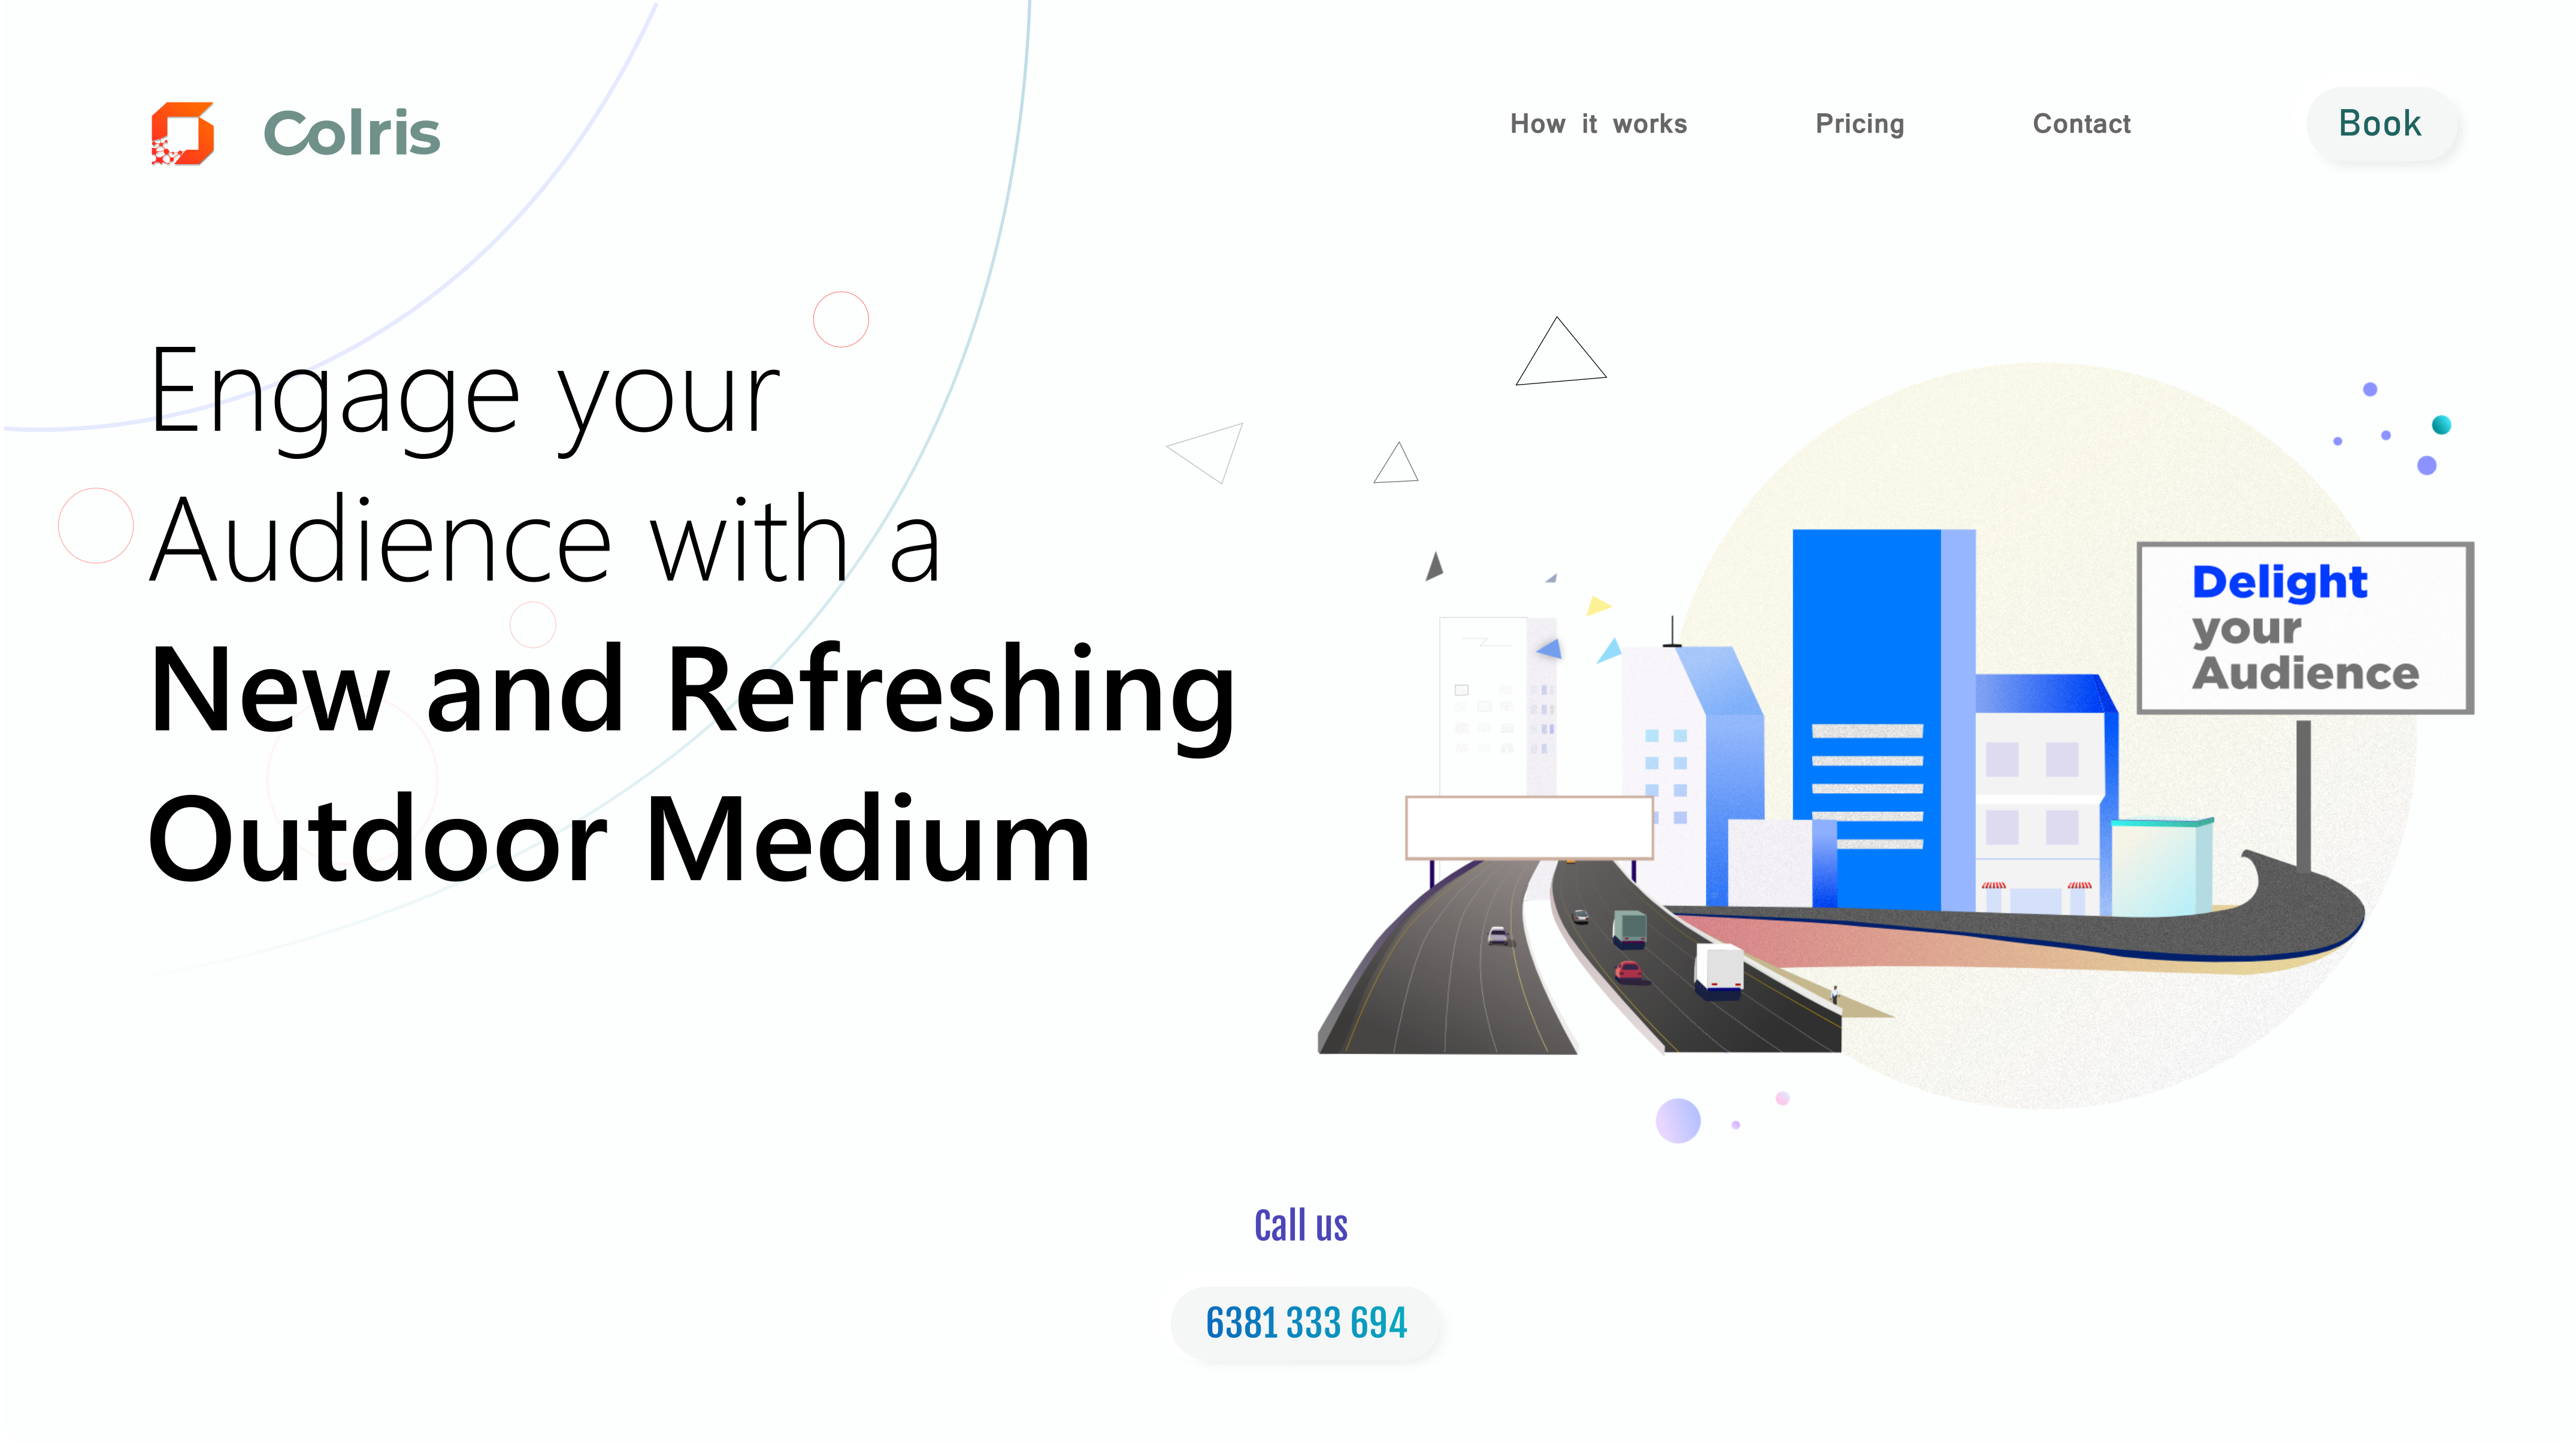 Colris
How it works
Pricing
Contact
Book
Engage your
Audience with a
New and Refreshing
Outdoor Medium
Delight
your
Audience
Call us
6381 333 694